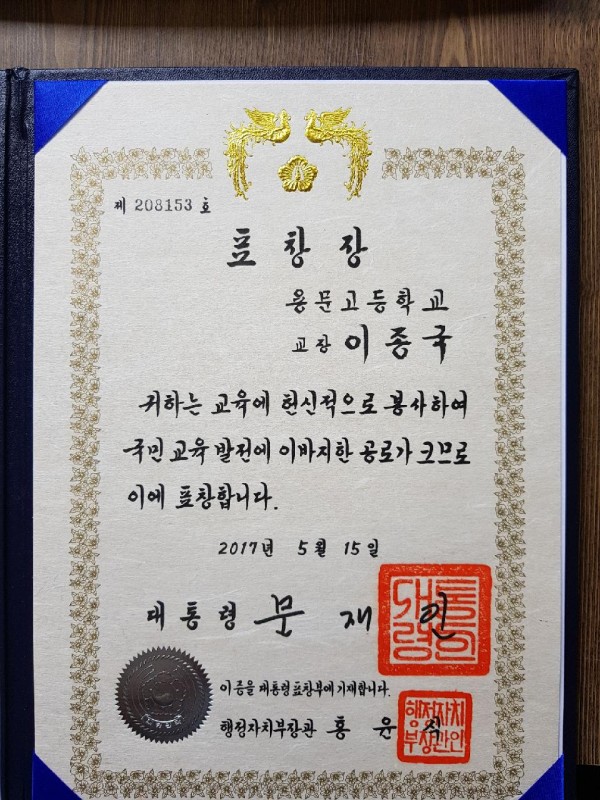 제 208153 호
표창장
용문고등학교
교장 이종국
귀하는 교육에 헌신적으로 봉사하여
국민 교육 발전에 이바지한 공로가 크므로
이에 표창합니다.
2017년 5월 15일
대통령 문재인
대통령의인
이 증을 대통령표창부에 기재합니다.
행정자치부장관 홍윤식
행정자치
부장관인